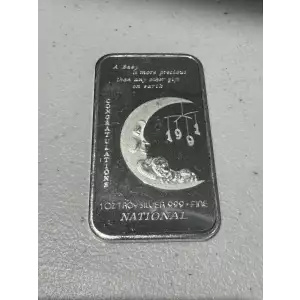 A Baby
is more precious
than any other gift
on earth
CONGRATULATIONS
1991
1 OZ TROY SILVER .999+ FINE
NATIONAL